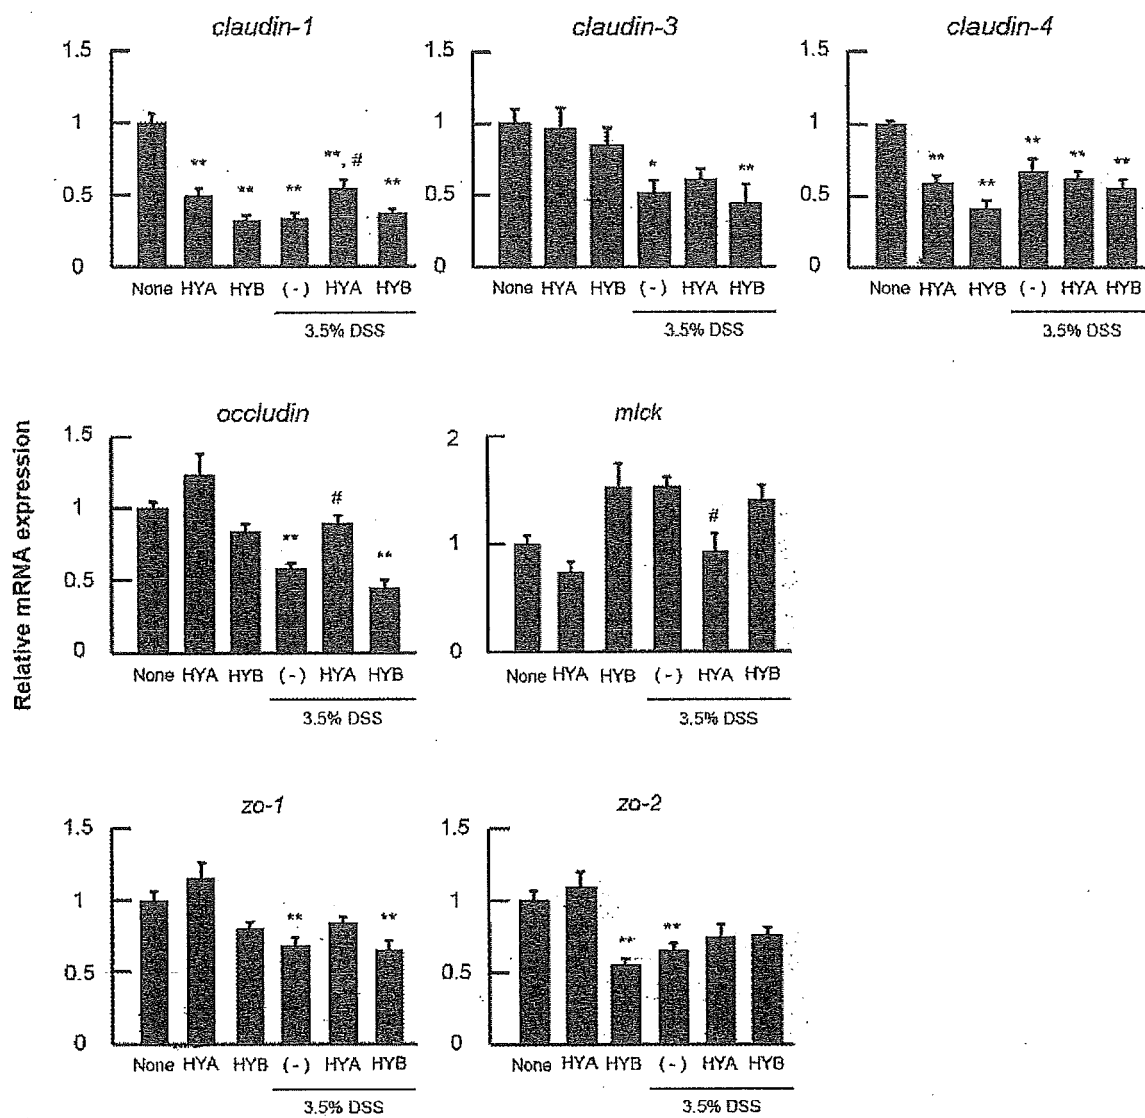 claudin-1
1.5
1
0.5
0
**
**
**
**, #
**
None HYA HYB (-) HYA HYB
3.5% DSS
claudin-3
1.5
1
0.5
0
*
**
None HYA HYB (-) HYA HYB
3.5% DSS
claudin-4
1.5
1
0.5
0
**
**
**
**
**
None HYA HYB (-) HYA HYB
3.5% DSS
Relative mRNA expression
occludin
1.5
1
0.5
0
**
#
**
None HYA HYB (-) HYA HYB
3.5% DSS
mlck
2
1
0
#
None HYA HYB (-) HYA HYB
3.5% DSS
zo-1
1.5
1
0.5
0
**
**
None HYA HYB (-) HYA HYB
3.5% DSS
zo-2
1.5
1
0.5
0
**
**
None HYA HYB (-) HYA HYB
3.5% DSS